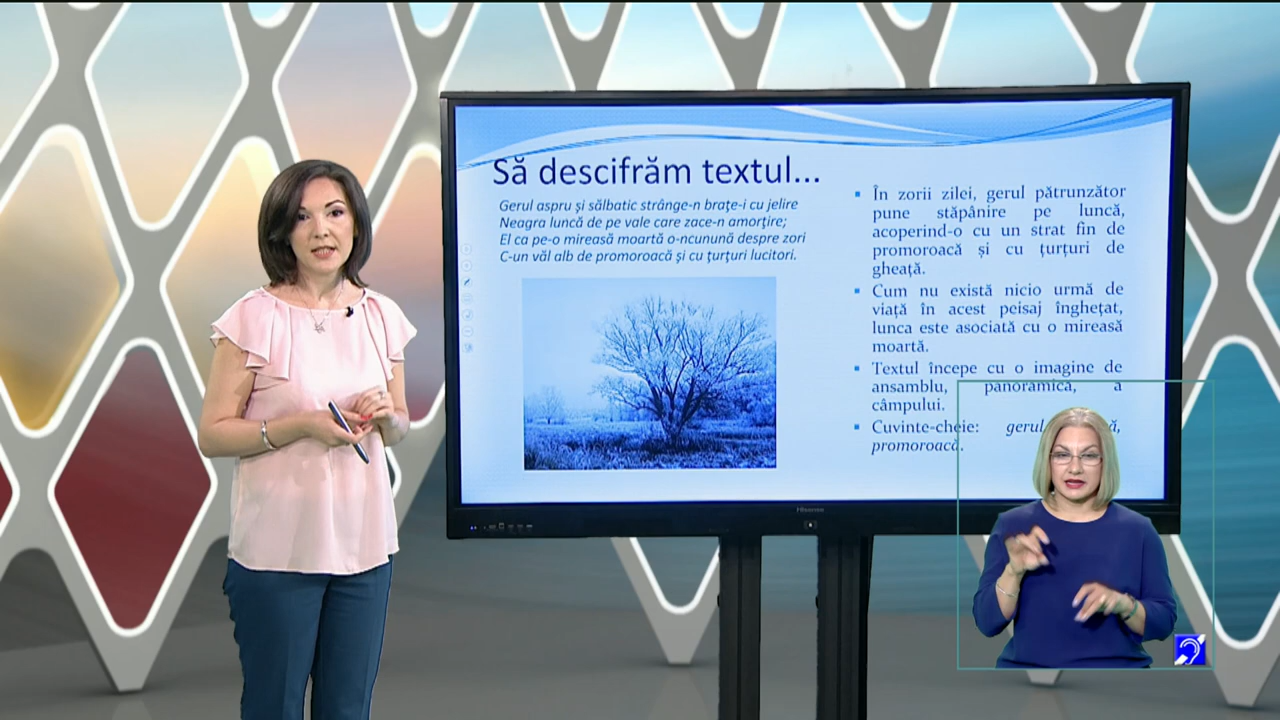 Să descifrăm textul...
Gerul aspru și sălbatic strânge-n brațe-i cu jelire
Neagra luncă de pe vale care zace-n amorțire;
El ca pe-o mireasă moartă o-ncunună despre zori
C-un văl alb de promoroacă și cu țurțuri lucitori.
În zorii zilei, gerul pătrunzător
pune stăpânire pe luncă,
acoperind-o cu un strat fin de
promoroacă și cu țurțuri de
gheață.
Cum nu există nicio urmă de
viață în acest peisaj înghețat,
lunca este asociată cu o mireasă
moartă.
Textul începe cu o imagine de
ansamblu, panoramică, a
câmpului.
Cuvinte-cheie: gerul
promoroacă.
Hisense